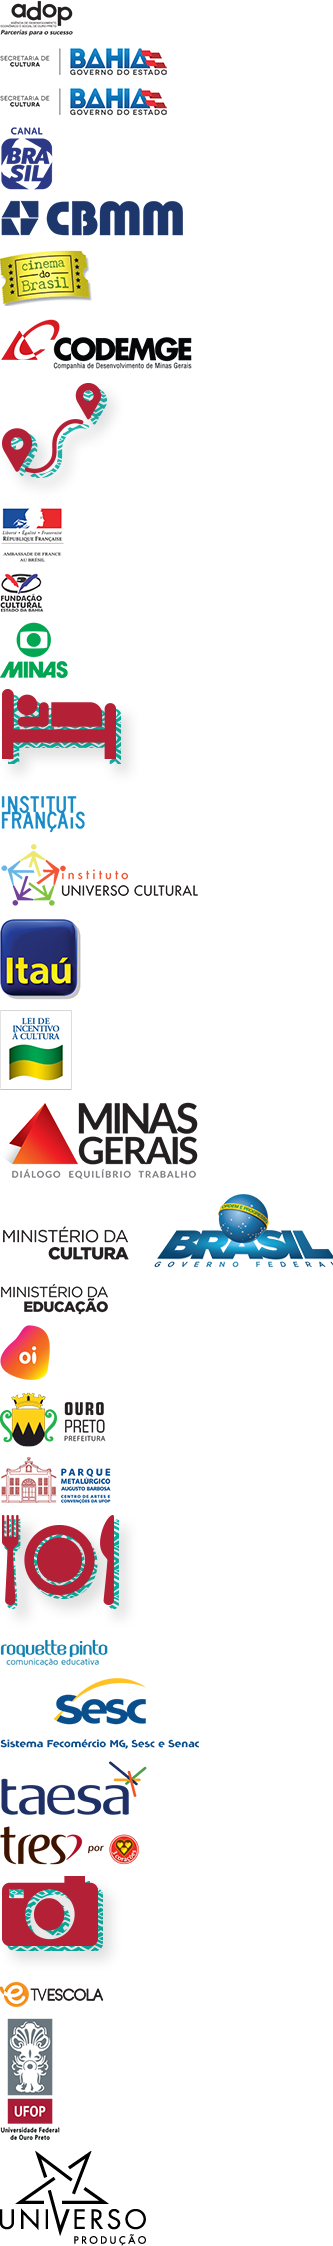 adop
AGÊNCIA DE DESENVOLVIMENTO
ECONÔMICO E SOCIAL DE OURO PRETO
Parcerias para o sucesso
SECRETARIA DE
CULTURA
BAHIA
GOVERNO DO ESTADO
SECRETARIA DE
CULTURA
BAHIA
GOVERNO DO ESTADO
CANAL
BRA
SIL
CBMM
cinema
do
Brasil
CODEMGE
Companhia de Desenvolvimento de Minas Gerais
Liberté • Égalité • Fraternité
RÉPUBLIQUE FRANÇAISE
AMBASSADE DE FRANCE
AU BRÉSIL
FUNDAÇÃO
CULTURAL
ESTADO DA BAHIA
MINAS
INSTITUT
FRANÇAIS
instituto
UNIVERSO CULTURAL
Itaú
LEI DE
INCENTIVO
À CULTURA
MINAS
GERAIS
DIÁLOGO EQUILÍBRIO TRABALHO
ORDEM E PROGRESSO
MINISTÉRIO DA
CULTURA
BRASIL
GOVERNO FEDERAL
MINISTÉRIO DA
EDUCAÇÃO
oi
OURO
PRETO
PREFEITURA
PARQUE
METALÚRGICO
AUGUSTO BARBOSA
CENTRO DE ARTES E
CONVENÇÕES DA UFOP
roquette pinto
comunicação educativa
Sesc
Sistema Fecomércio MG, Sesc e Senac
taesa
tres por 3 corações
e TVESCOLA
UFOP
Universidade Federal
de Ouro Preto
UNIVERSO
PRODUÇÃO